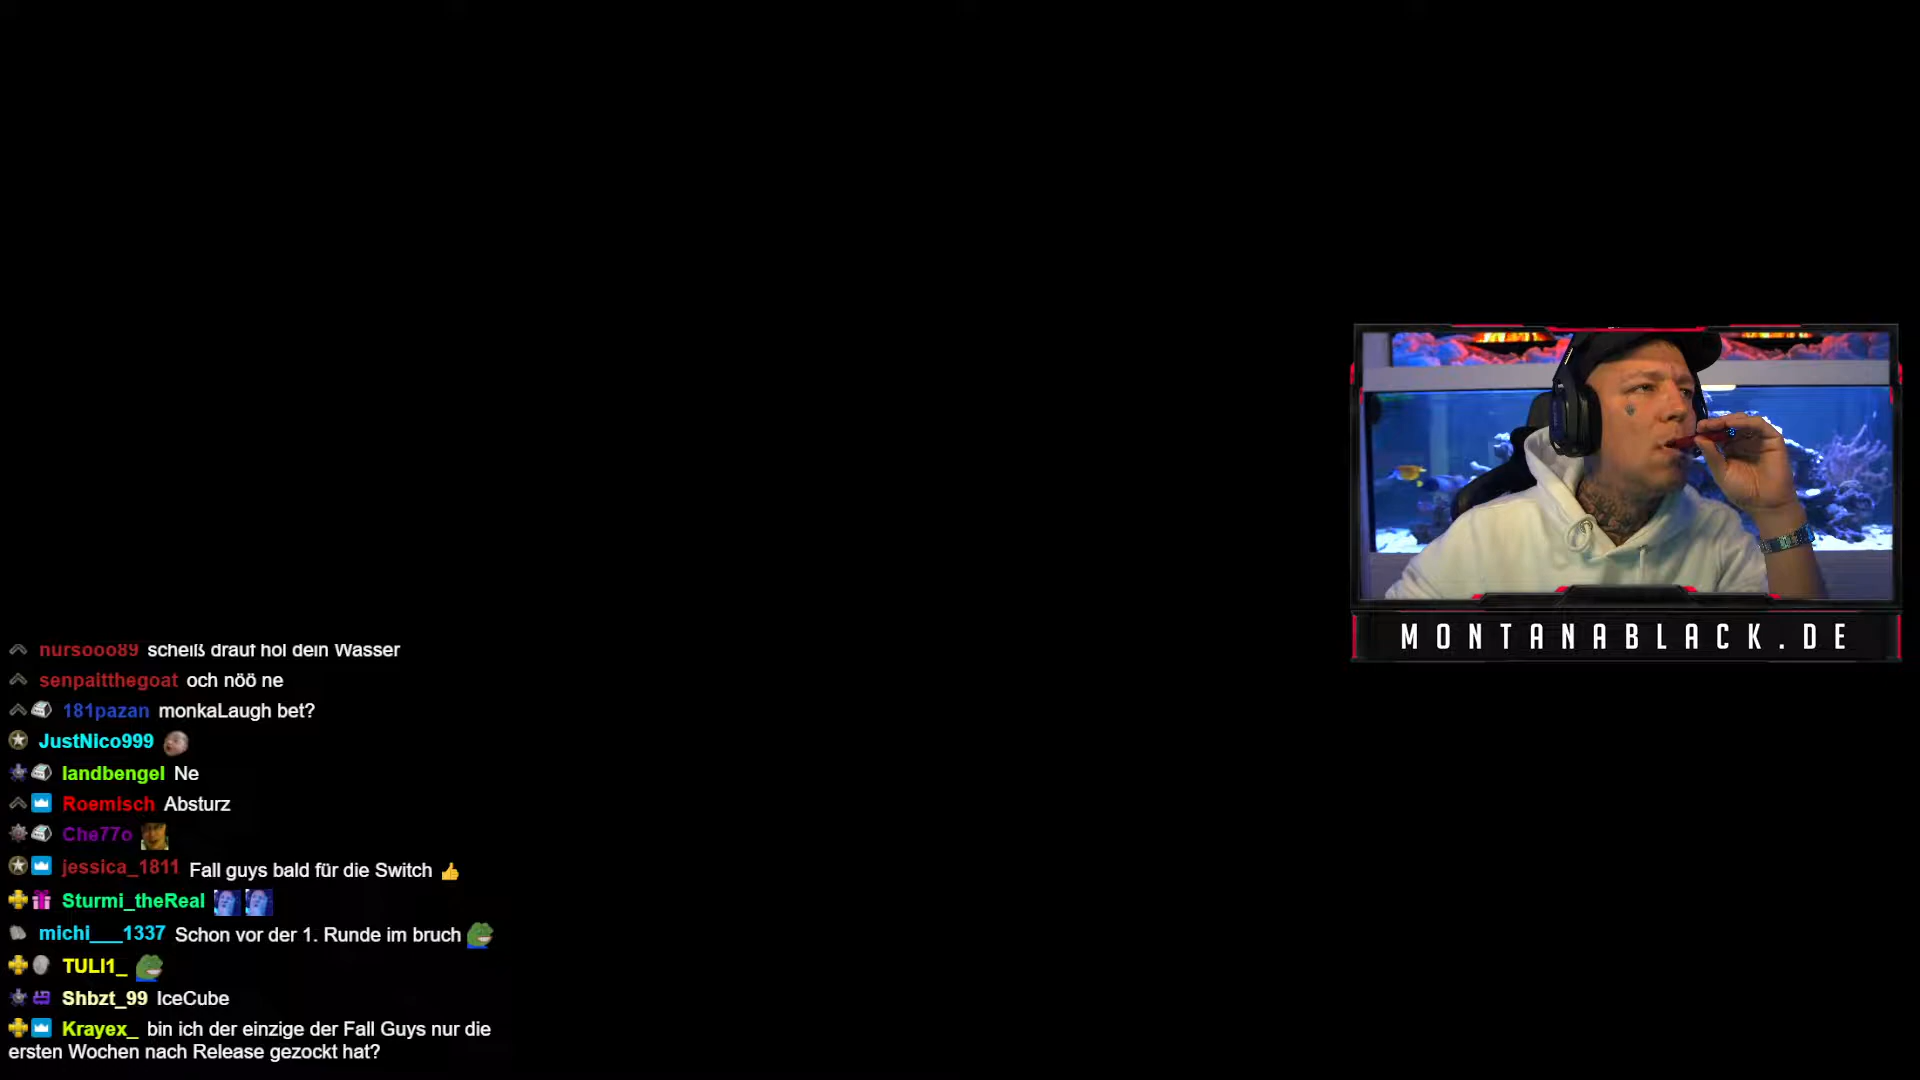 nursooo89 scheiß drauf hol dein Wasser
senpaitthegoat och nöö ne
181pazan monkaLaugh bet?
JustNico999
landbengel Ne
Roemisch Absturz
Che77o
jessica_1811 Fall guys bald für die Switch 👍
Sturmi_theReal
michi___1337 Schon vor der 1. Runde im bruch
TULI1_
Shbzt_99 IceCube
Krayex_ bin ich der einzige der Fall Guys nur die
ersten Wochen nach Release gezockt hat?
MONTANABLACK.DE